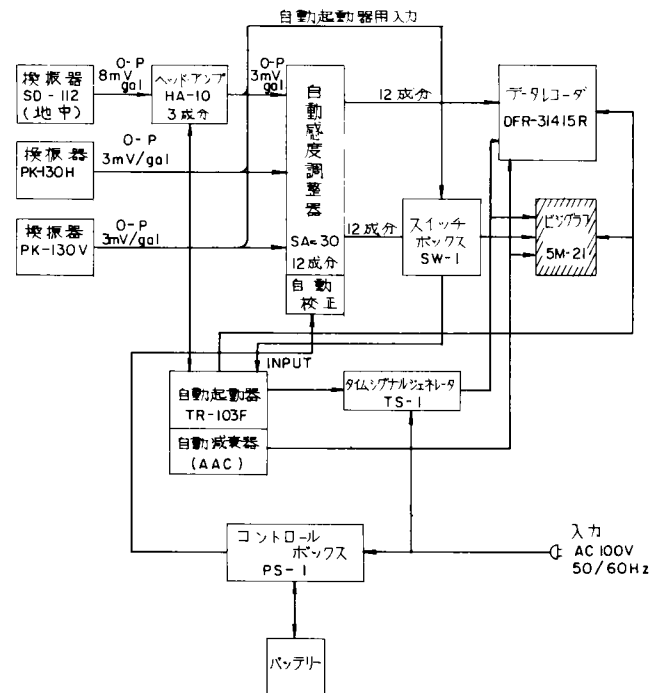 自動起動器用入力
検振器
SD-112
(地中)
O-P
8mV
gal
ヘッド・アンプ
HA-10
3成分
O-P
3mV
gal
検振器
PK-130H
O-P
3mV/gal
検振器
PK-130V
O-P
3mV/gal
自動感度調整器
SA-30
12成分
自動
校正
12成分
データレコーダ
DFR-31415R
12成分
スイッチ
ボックス
SW-1
ビジグラフ
5M-21
INPUT
自動起動器
TR-103F
自動減衰器
(AAC)
タイムシグナルジェネレータ
TS-1
コントロール
ボックス
PS-1
入力
AC 100V
50/60Hz
バッテリー